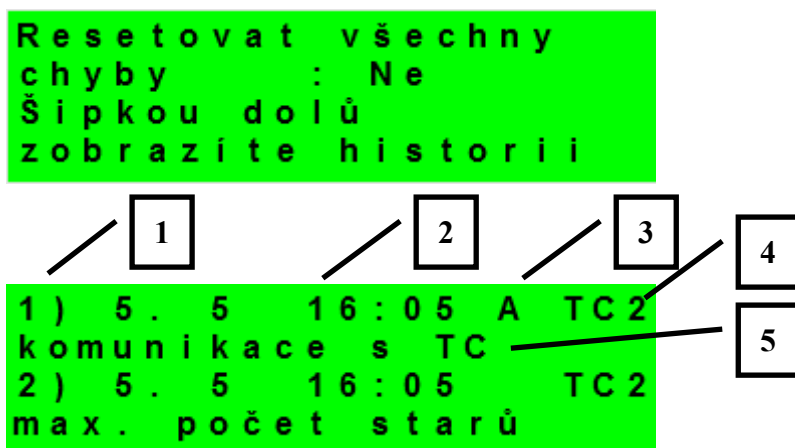 Resetovat všechny
chyby : Ne
Šipkou dolů
zobrazíte historii
1 2 3
4
1) 5. 5 16:05 A TC2
komunikace s TC
5
2) 5. 5 16:05 TC2
max. počet starů